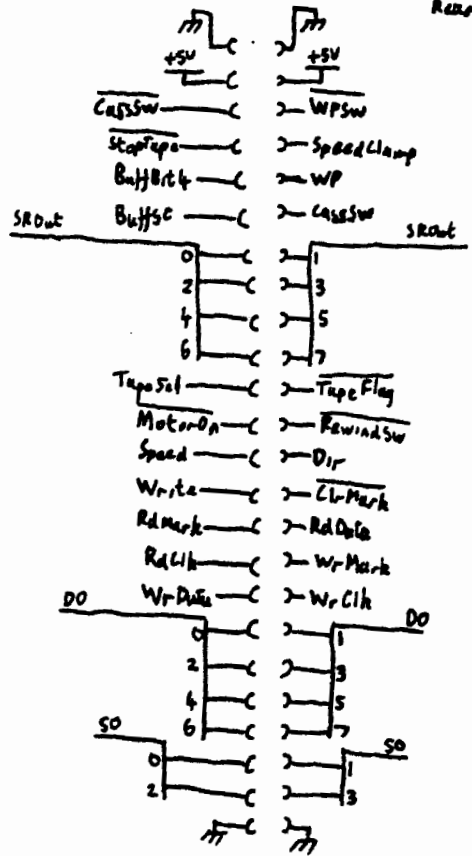 +5V +5V
CassSW WPSW
StopTape SpeedClamp
BuffBit4 WP
BuffSC CassSW
SROut SROut
0 1
2 3
4 5
6 7
TapeSel TapeFlag
MotorOn RewindSW
Speed Dir
Write ClrMark
RdMark RdData
RdClk WrMark
WrData WrClk
DO DO
0 1
2 3
4 5
6 7
SO SO
0 1
2 3